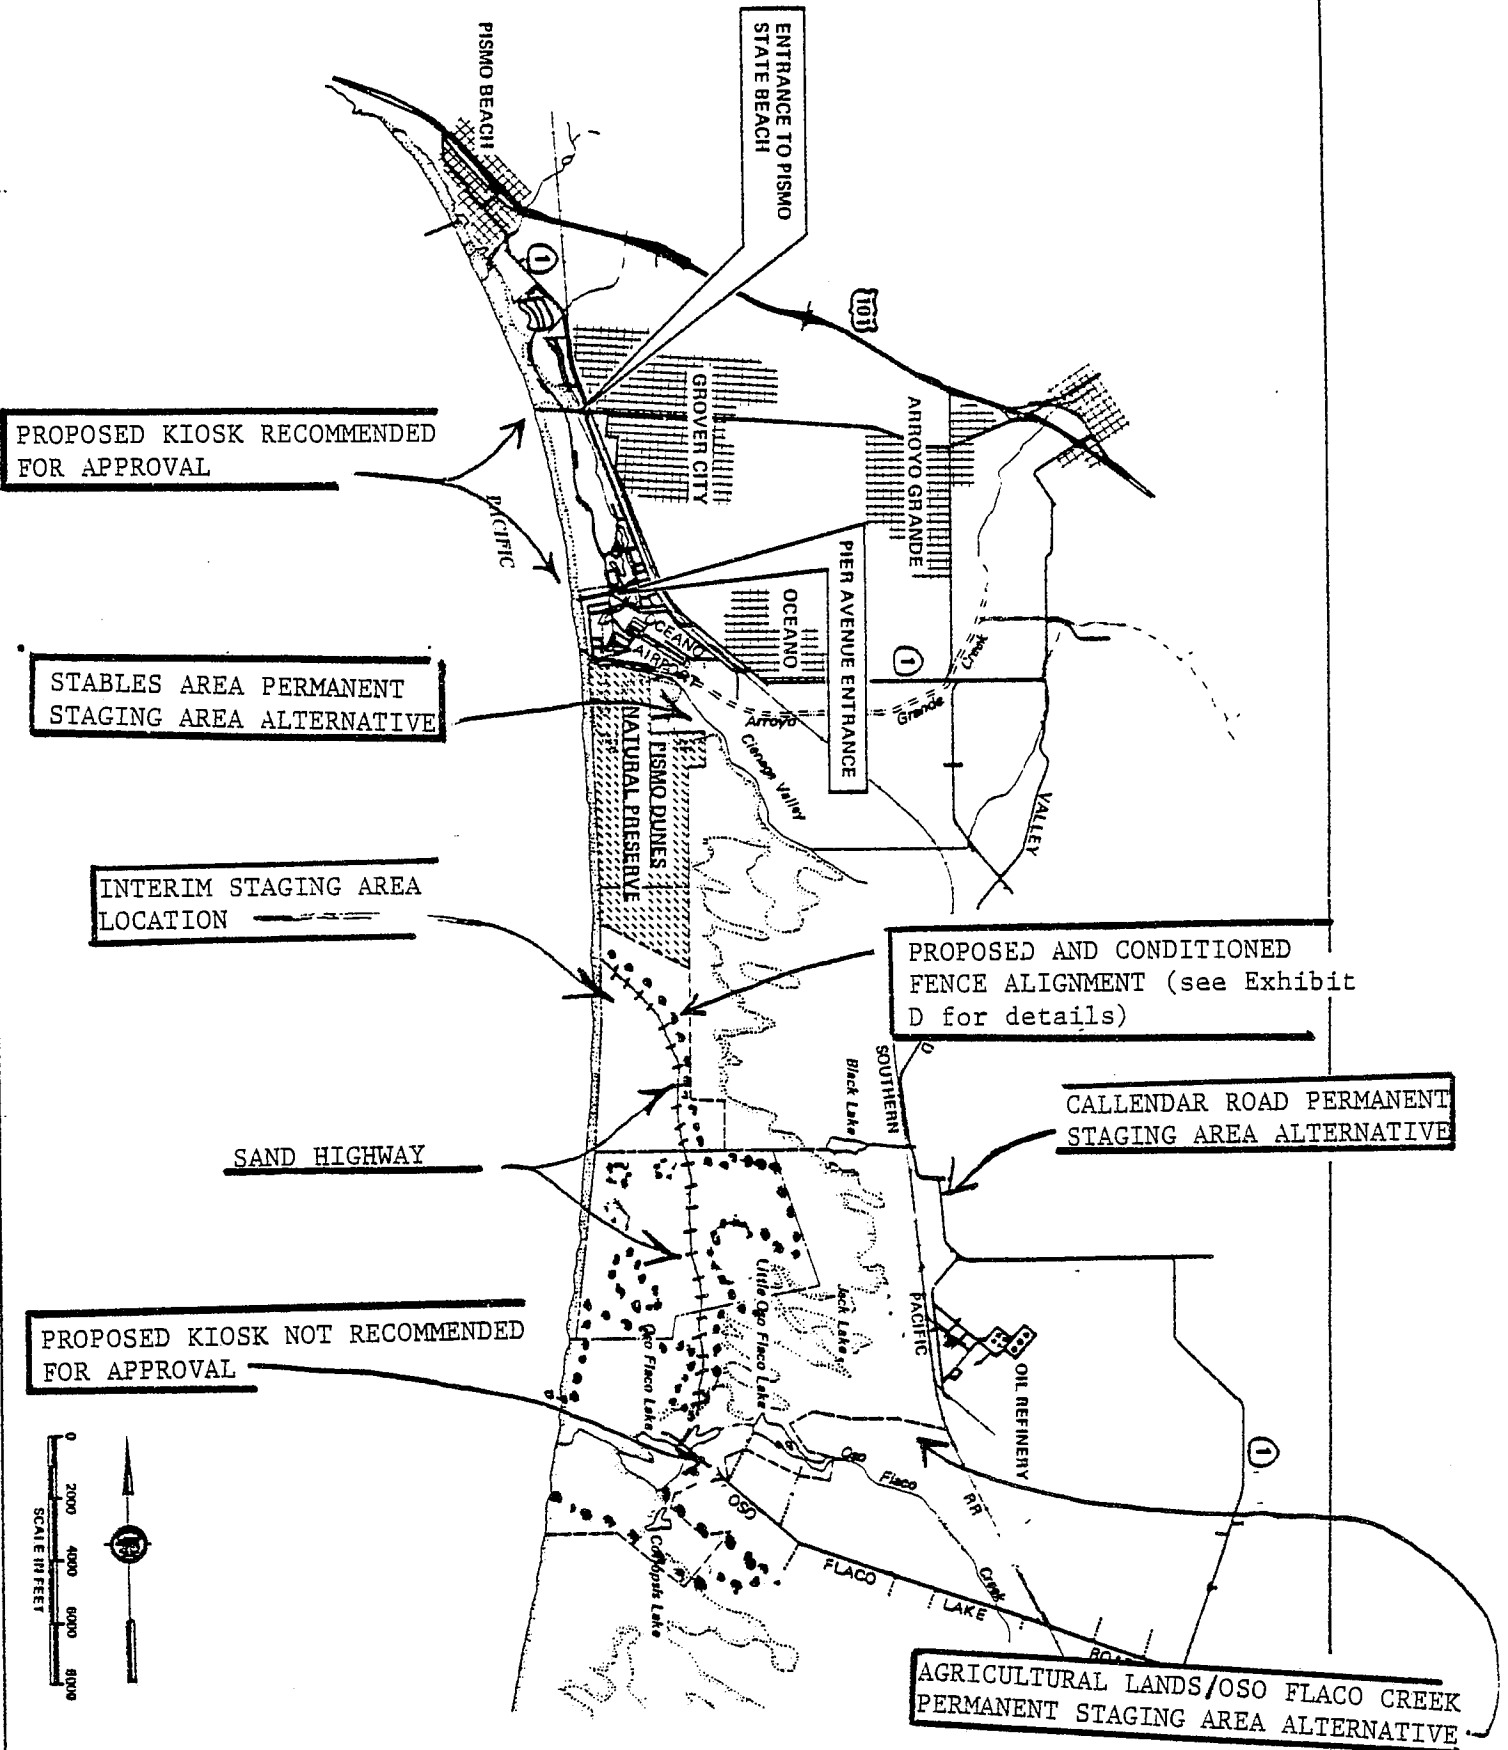 ENTRANCE TO PISMO
STATE BEACH
PISMO BEACH
1
101
GROVER CITY
ARROYO GRANDE
PROPOSED KIOSK RECOMMENDED
FOR APPROVAL
PACIFIC
PIER AVENUE ENTRANCE
OCEANO
1
Creek
OCEANO
AIRPORT
STABLES AREA PERMANENT
STAGING AREA ALTERNATIVE
Arroyo
Grande
Cienega Valley
VALLEY
PISMO DUNES
NATURAL PRESERVE
INTERIM STAGING AREA
LOCATION
PROPOSED AND CONDITIONED
FENCE ALIGNMENT (see Exhibit
D for details)
SOUTHERN
Black Lake
CALLENDAR ROAD PERMANENT
STAGING AREA ALTERNATIVE
SAND HIGHWAY
Little Oso Flaco Lake
Jack Lake
PACIFIC
PROPOSED KIOSK NOT RECOMMENDED
FOR APPROVAL
Oso Flaco Lake
OIL REFINERY
1
Oso
Flaco
Creek
RR
OSO
FLACO
LAKE
ROAD
0
2000
4000
6000
8000
SCALE IN FEET
AGRICULTURAL LANDS/OSO FLACO CREEK
PERMANENT STAGING AREA ALTERNATIVE